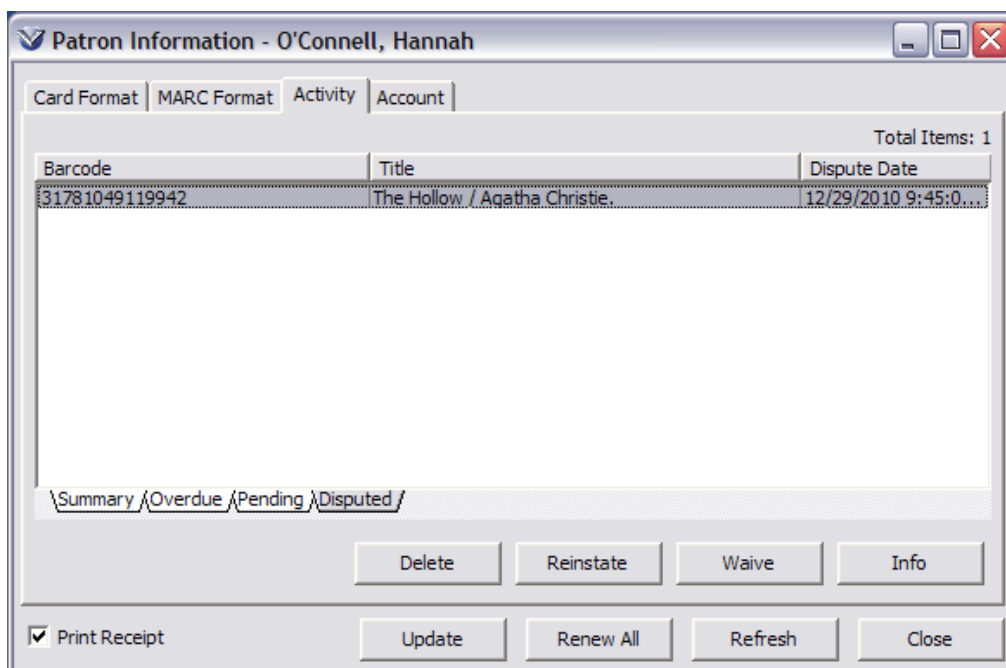 Patron Information - O'Connell, Hannah
Card Format MARC Format Activity Account
Total Items: 1
Barcode Title Dispute Date
31781049119942 The Hollow / Agatha Christie. 12/29/2010 9:45:0...
Summary Overdue Pending Disputed
Delete Reinstate Waive Info
Print Receipt Update Renew All Refresh Close